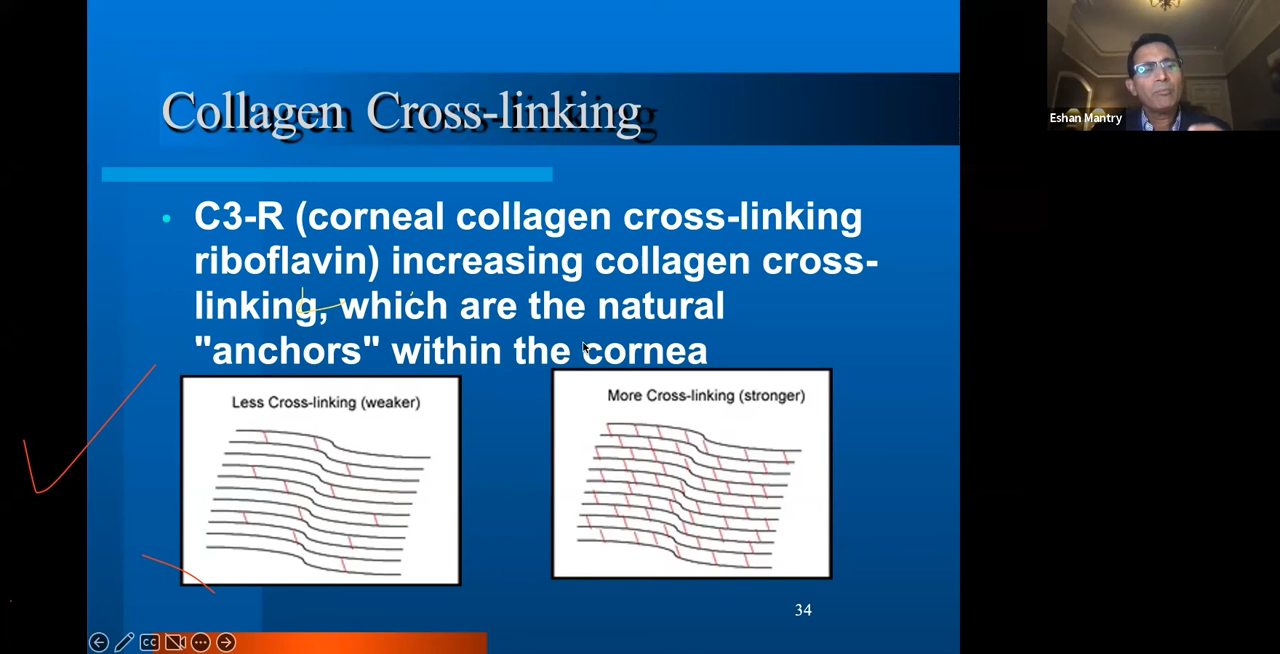 Collagen Cross-linking
Eshan Mantry
• C3-R (corneal collagen cross-linking
riboflavin) increasing collagen cross-
linking, which are the natural
"anchors" within the cornea
Less Cross-linking (weaker)
More Cross-linking (stronger)
34
CC